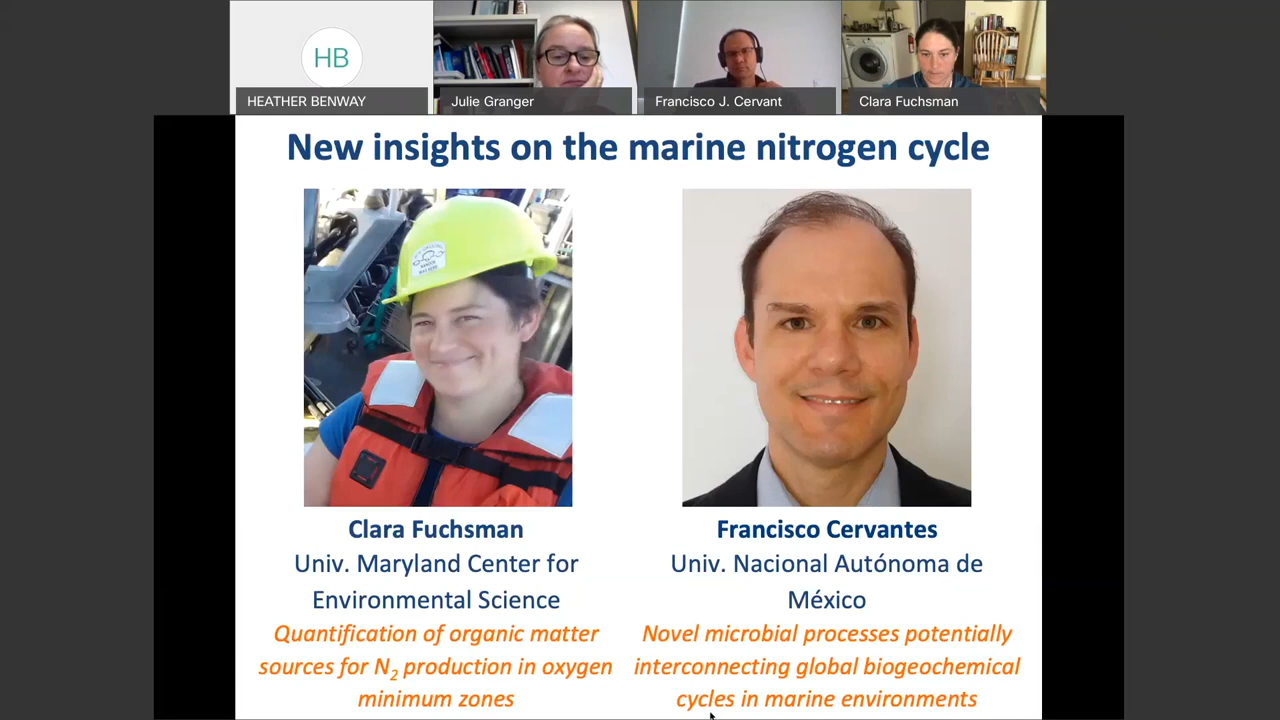 HB
HEATHER BENWAY
Julie Granger
Francisco J. Cervant
Clara Fuchsman
New insights on the marine nitrogen cycle
Clara Fuchsman
Univ. Maryland Center for
Environmental Science
Quantification of organic matter
sources for N2 production in oxygen
minimum zones
Francisco Cervantes
Univ. Nacional Autónoma de
México
Novel microbial processes potentially
interconnecting global biogeochemical
cycles in marine environments